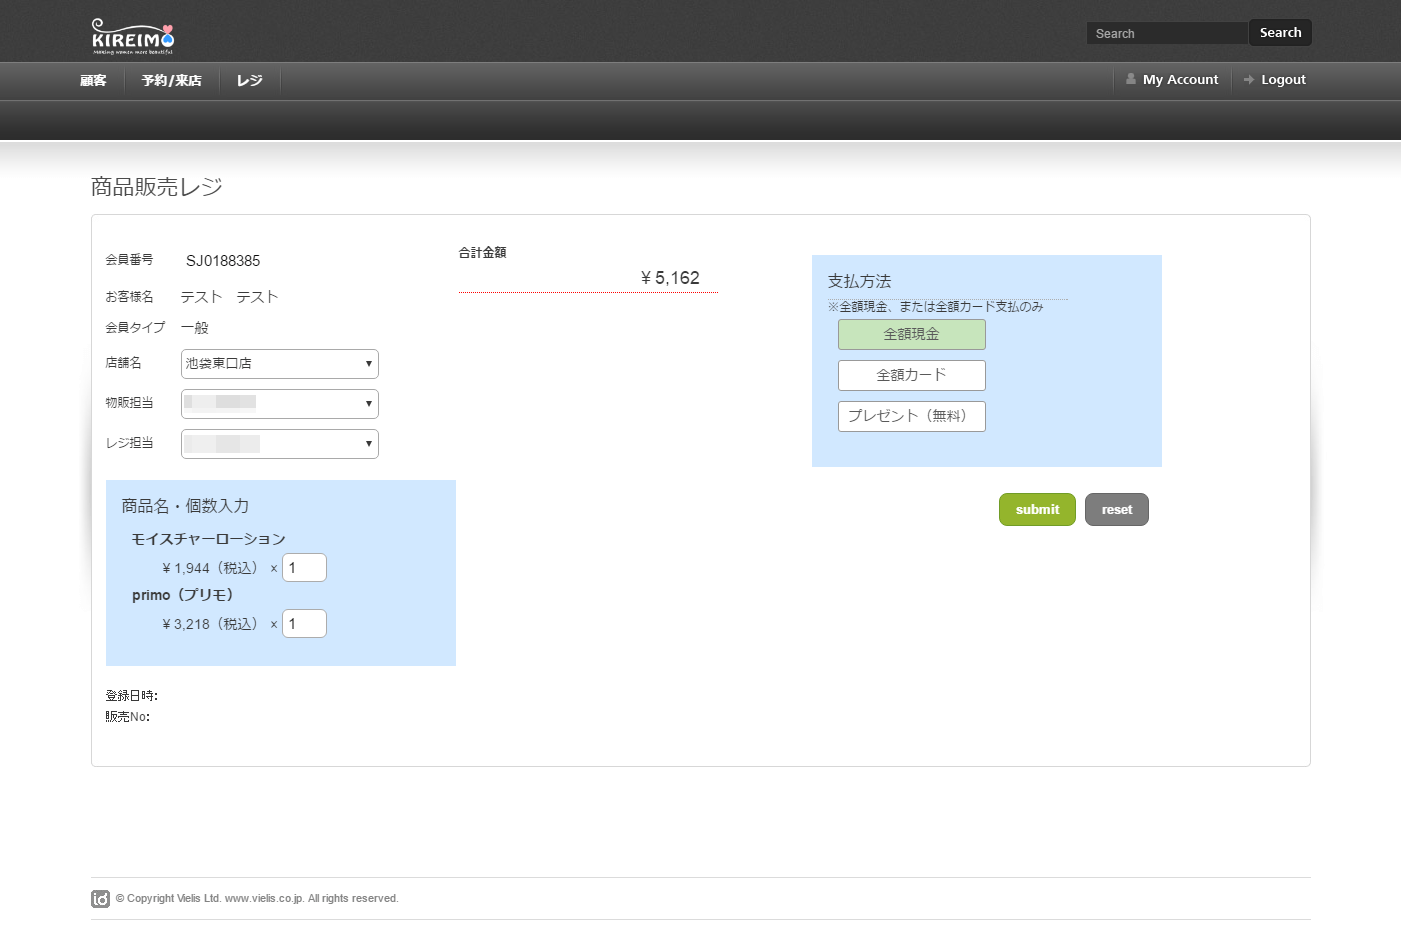 KIREIMO
Making women more beautiful
Search
Search
顧客
予約/来店
レジ
My Account
Logout
商品販売レジ
会員番号 SJ0188385
お客様名 テスト　テスト
会員タイプ 一般
店舗名 池袋東口店
物販担当
レジ担当
商品名・個数入力
モイスチャーローション
¥ 1,944（税込） × 1
primo（プリモ）
¥ 3,218（税込） × 1
登録日時:
販売No:
合計金額
¥ 5,162
支払方法
※全額現金、または全額カード支払のみ
全額現金
全額カード
プレゼント（無料）
submit
reset
© Copyright Vielis Ltd. www.vielis.co.jp. All rights reserved.